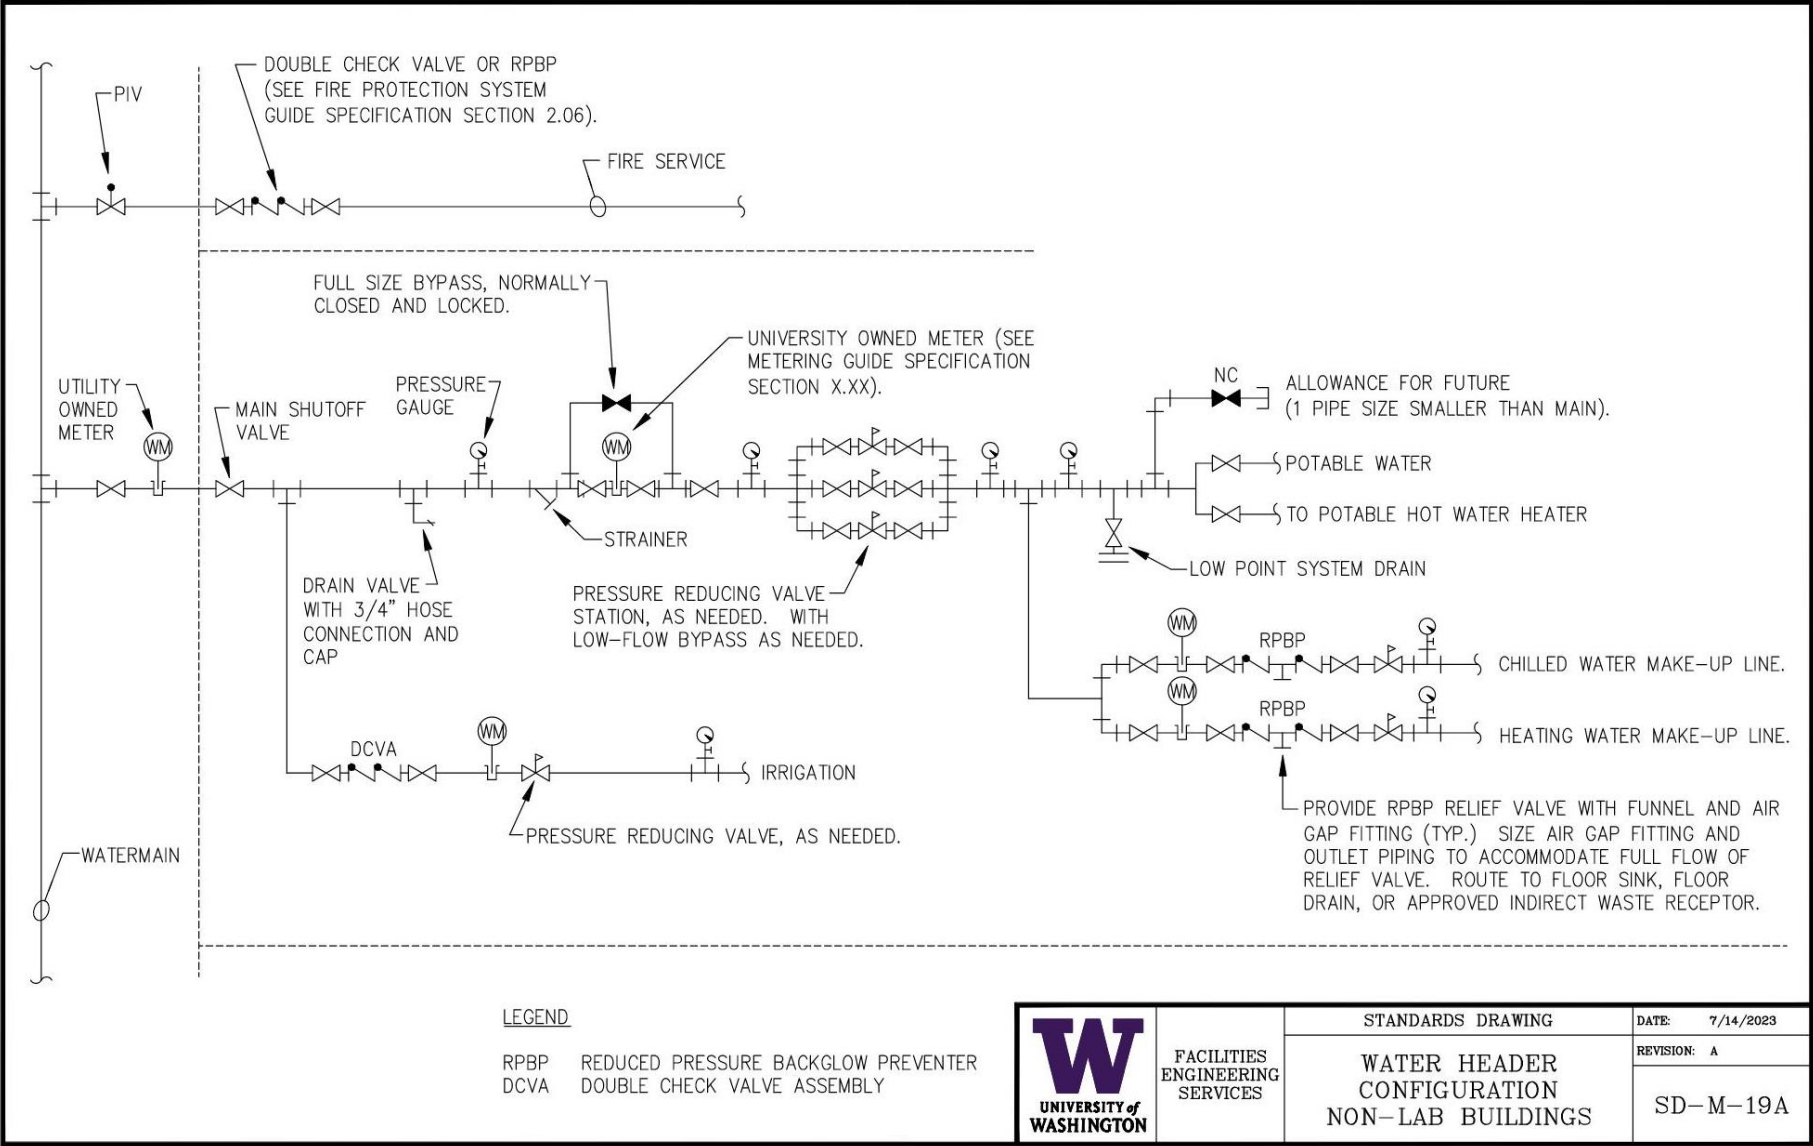 PIV
DOUBLE CHECK VALVE OR RPBP
(SEE FIRE PROTECTION SYSTEM
GUIDE SPECIFICATION SECTION 2.06).
FIRE SERVICE
FULL SIZE BYPASS, NORMALLY
CLOSED AND LOCKED.
UNIVERSITY OWNED METER (SEE
METERING GUIDE SPECIFICATION
SECTION X.XX).
UTILITY
OWNED
METER
WM
MAIN SHUTOFF
VALVE
PRESSURE
GAUGE
WM
NC
ALLOWANCE FOR FUTURE
(1 PIPE SIZE SMALLER THAN MAIN).
POTABLE WATER
TO POTABLE HOT WATER HEATER
STRAINER
LOW POINT SYSTEM DRAIN
DRAIN VALVE
WITH 3/4" HOSE
CONNECTION AND
CAP
PRESSURE REDUCING VALVE
STATION, AS NEEDED. WITH
LOW-FLOW BYPASS AS NEEDED.
WM
RPBP
CHILLED WATER MAKE-UP LINE.
WM
RPBP
HEATING WATER MAKE-UP LINE.
DCVA
WM
IRRIGATION
PRESSURE REDUCING VALVE, AS NEEDED.
PROVIDE RPBP RELIEF VALVE WITH FUNNEL AND AIR
GAP FITTING (TYP.) SIZE AIR GAP FITTING AND
OUTLET PIPING TO ACCOMMODATE FULL FLOW OF
RELIEF VALVE. ROUTE TO FLOOR SINK, FLOOR
DRAIN, OR APPROVED INDIRECT WASTE RECEPTOR.
WATERMAIN
LEGEND
RPBP REDUCED PRESSURE BACKGLOW PREVENTER
DCVA DOUBLE CHECK VALVE ASSEMBLY
W
UNIVERSITY of
WASHINGTON
FACILITIES
ENGINEERING
SERVICES
STANDARDS DRAWING
WATER HEADER
CONFIGURATION
NON-LAB BUILDINGS
DATE: 7/14/2023
REVISION: A
SD-M-19A